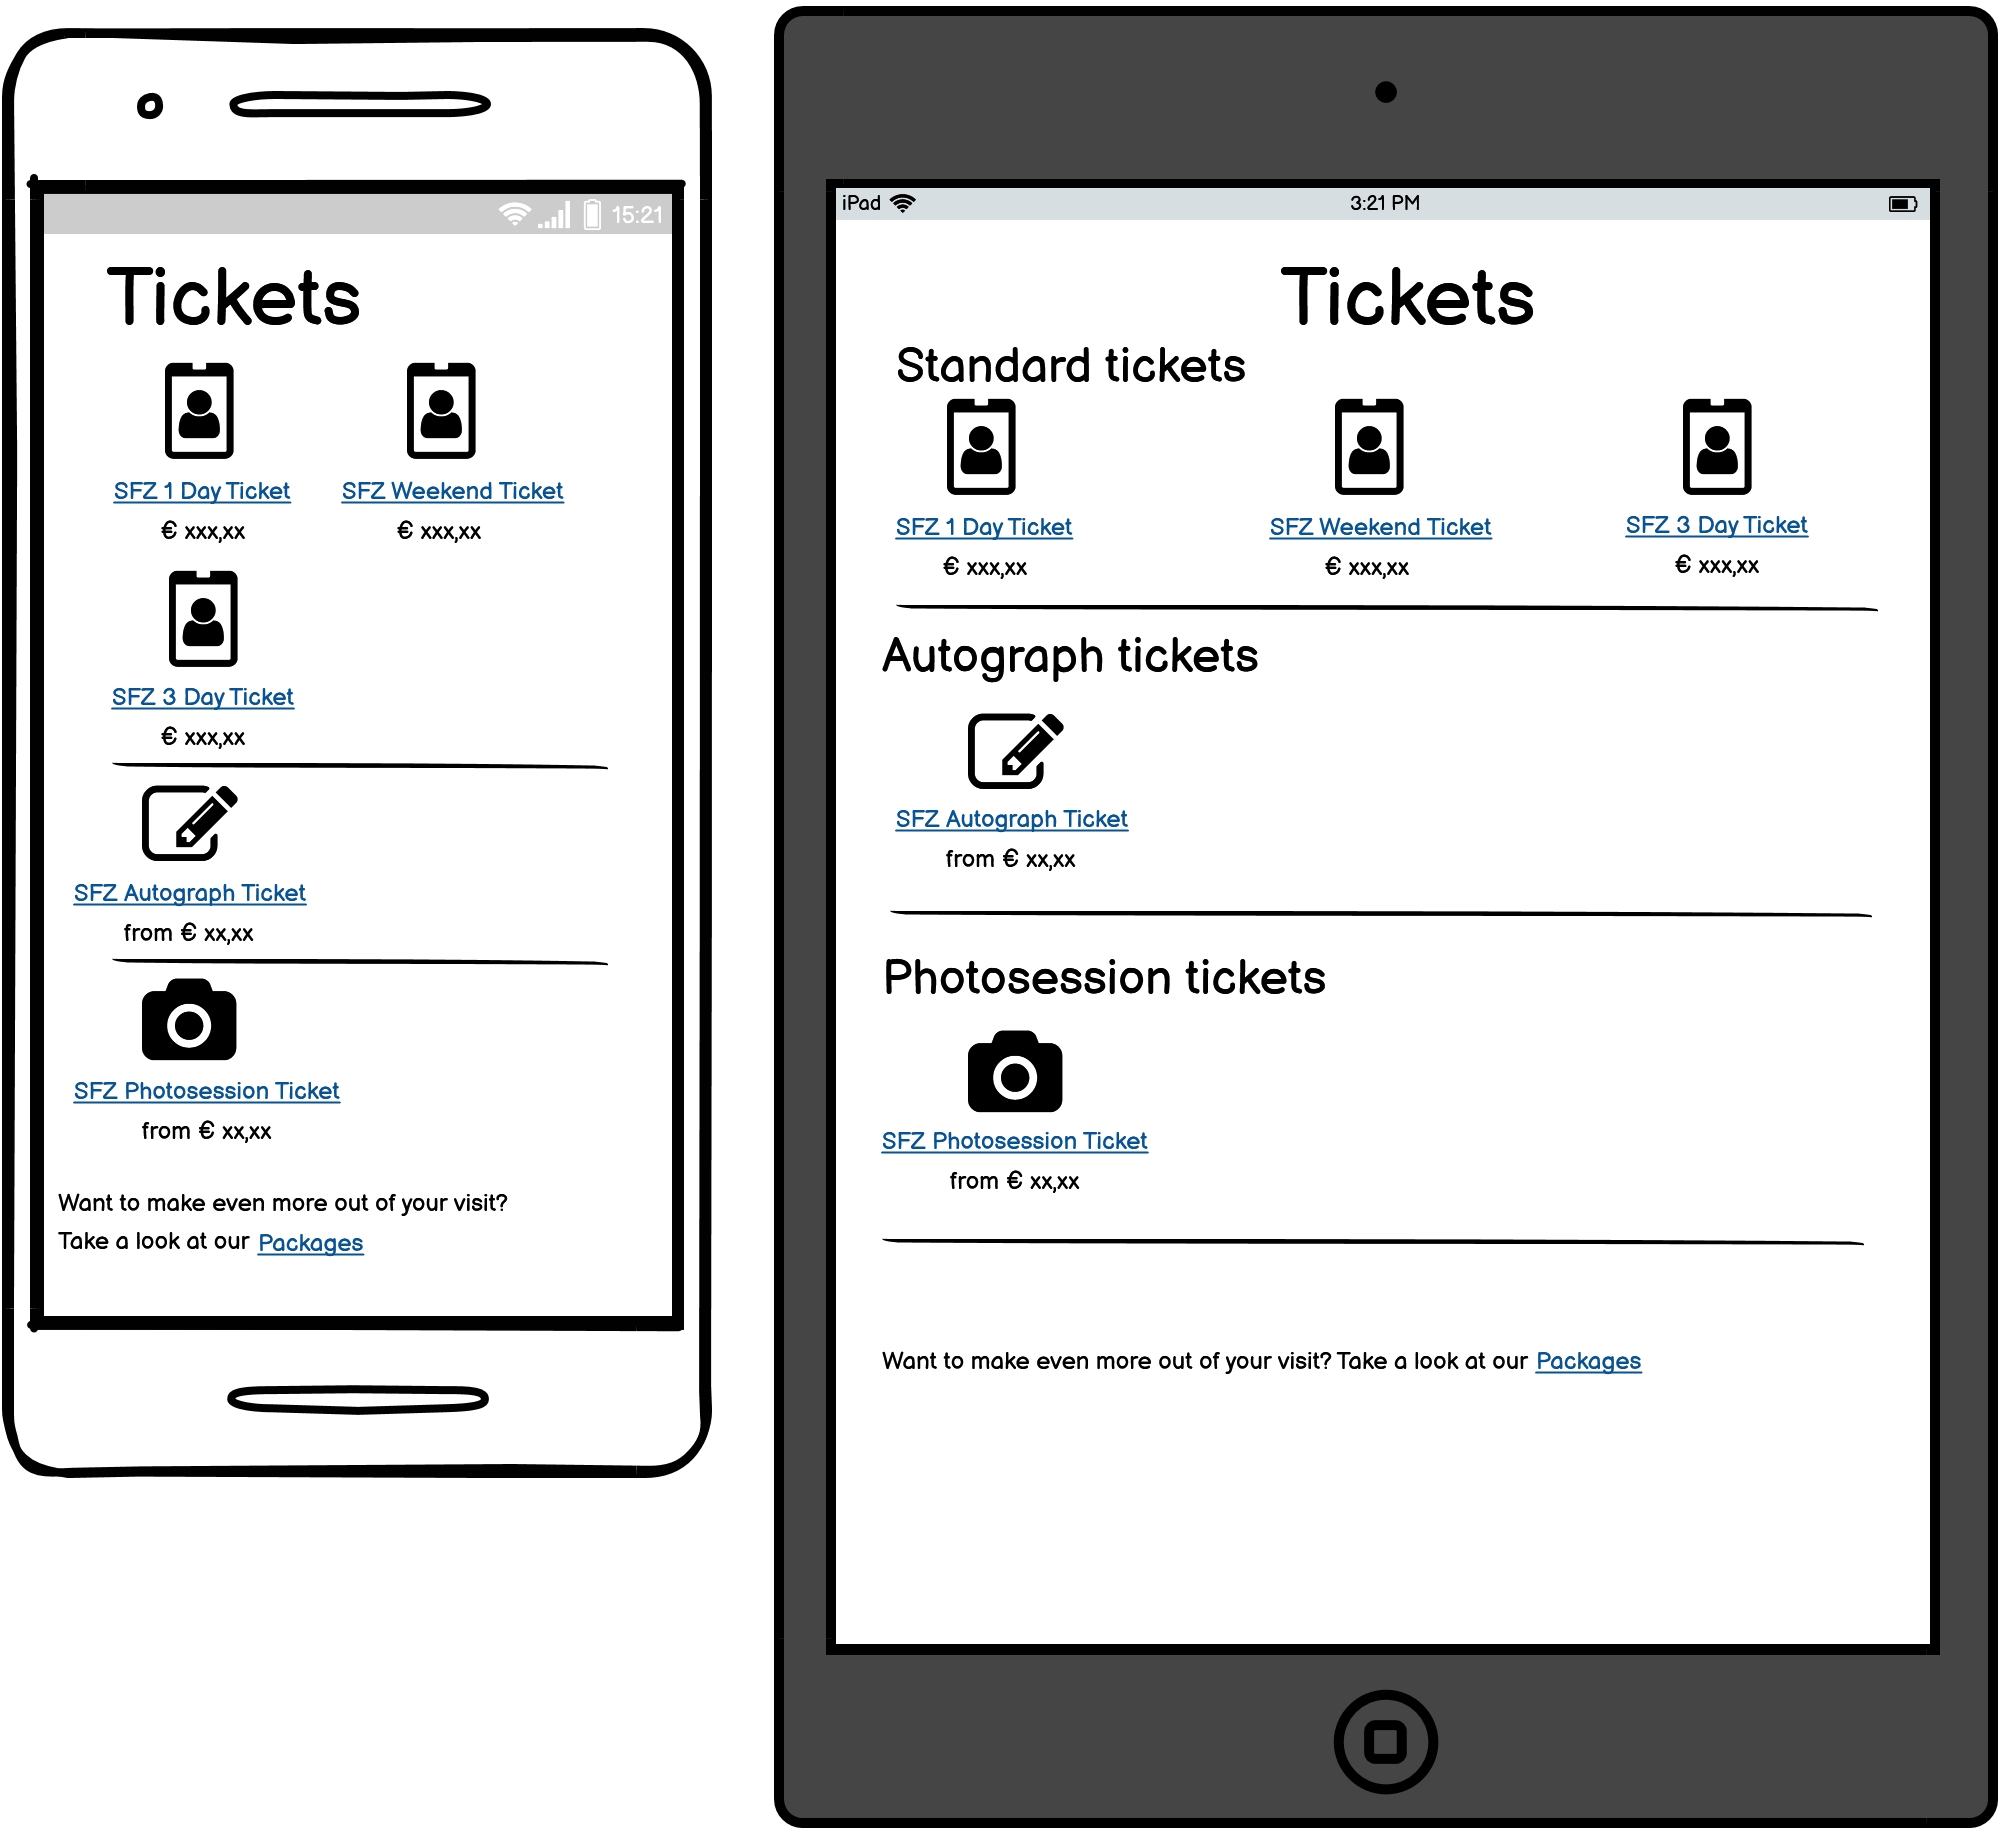 15:21
Tickets
SFZ 1 Day Ticket SFZ Weekend Ticket
€ xxx,xx € xxx,xx
SFZ 3 Day Ticket
€ xxx,xx
SFZ Autograph Ticket
from € xx,xx
SFZ Photosession Ticket
from € xx,xx
Want to make even more out of your visit?
Take a look at our Packages
iPad 3:21 PM
Tickets
Standard tickets
SFZ 1 Day Ticket SFZ Weekend Ticket SFZ 3 Day Ticket
€ xxx,xx € xxx,xx € xxx,xx
Autograph tickets
SFZ Autograph Ticket
from € xx,xx
Photosession tickets
SFZ Photosession Ticket
from € xx,xx
Want to make even more out of your visit? Take a look at our Packages